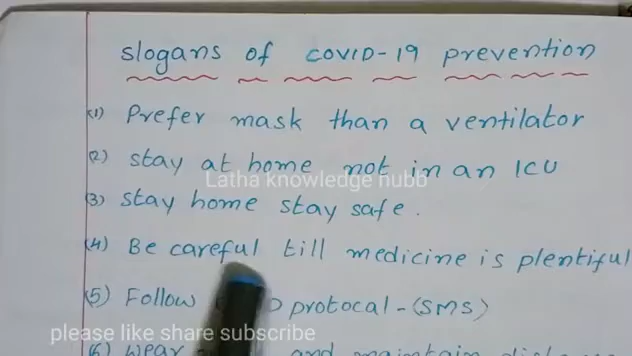 slogans of COVID-19 prevention
(1) Prefer mask than a ventilator
(2) stay at home not in an ICU
Latha knowledge hubb
(3) stay home stay safe.
(4) Be careful till medicine is plentiful
(5) Follow protocal-(SMS)
please like share subscribe
(6) wear and maintain